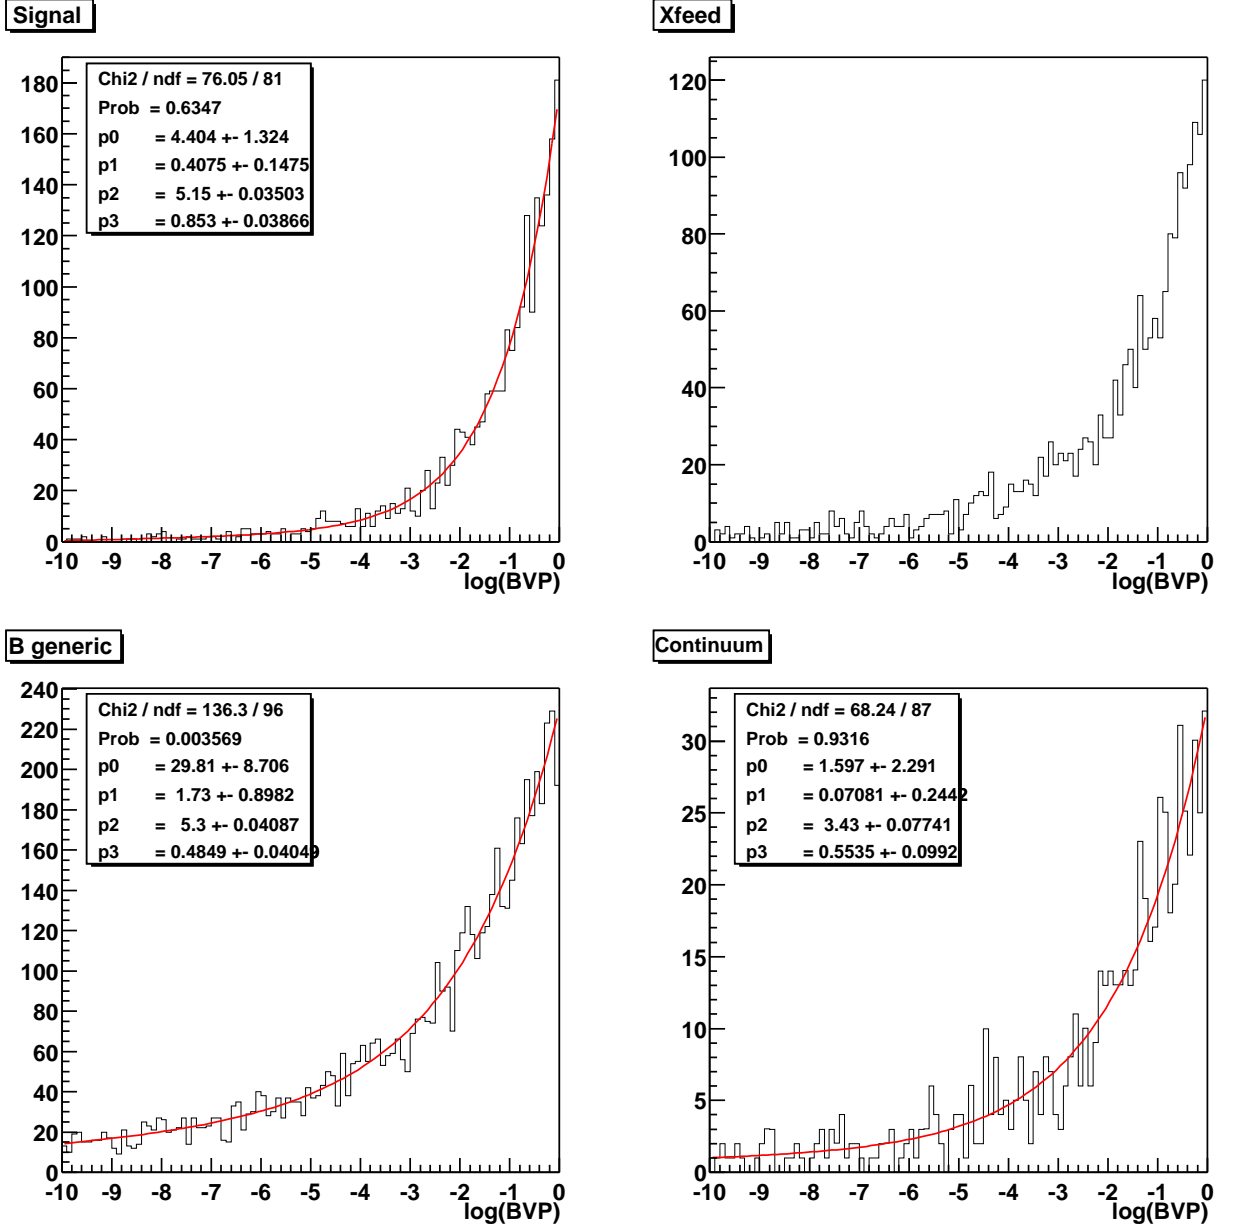 Signal
Chi2 / ndf = 76.05 / 81
Prob = 0.6347
p0 = 4.404 +- 1.324
p1 = 0.4075 +- 0.1475
p2 = 5.15 +- 0.03503
p3 = 0.853 +- 0.03866
180
160
140
120
100
80
60
40
20
0
-10 -9 -8 -7 -6 -5 -4 -3 -2 -1 0
log(BVP)
Xfeed
120
100
80
60
40
20
0
-10 -9 -8 -7 -6 -5 -4 -3 -2 -1 0
log(BVP)
B generic
Chi2 / ndf = 136.3 / 96
Prob = 0.003569
p0 = 29.81 +- 8.706
p1 = 1.73 +- 0.8982
p2 = 5.3 +- 0.04087
p3 = 0.4849 +- 0.04049
240
220
200
180
160
140
120
100
80
60
40
20
0
-10 -9 -8 -7 -6 -5 -4 -3 -2 -1 0
log(BVP)
Continuum
Chi2 / ndf = 68.24 / 87
Prob = 0.9316
p0 = 1.597 +- 2.291
p1 = 0.07081 +- 0.2442
p2 = 3.43 +- 0.07741
p3 = 0.5535 +- 0.0992
30
25
20
15
10
5
0
-10 -9 -8 -7 -6 -5 -4 -3 -2 -1 0
log(BVP)